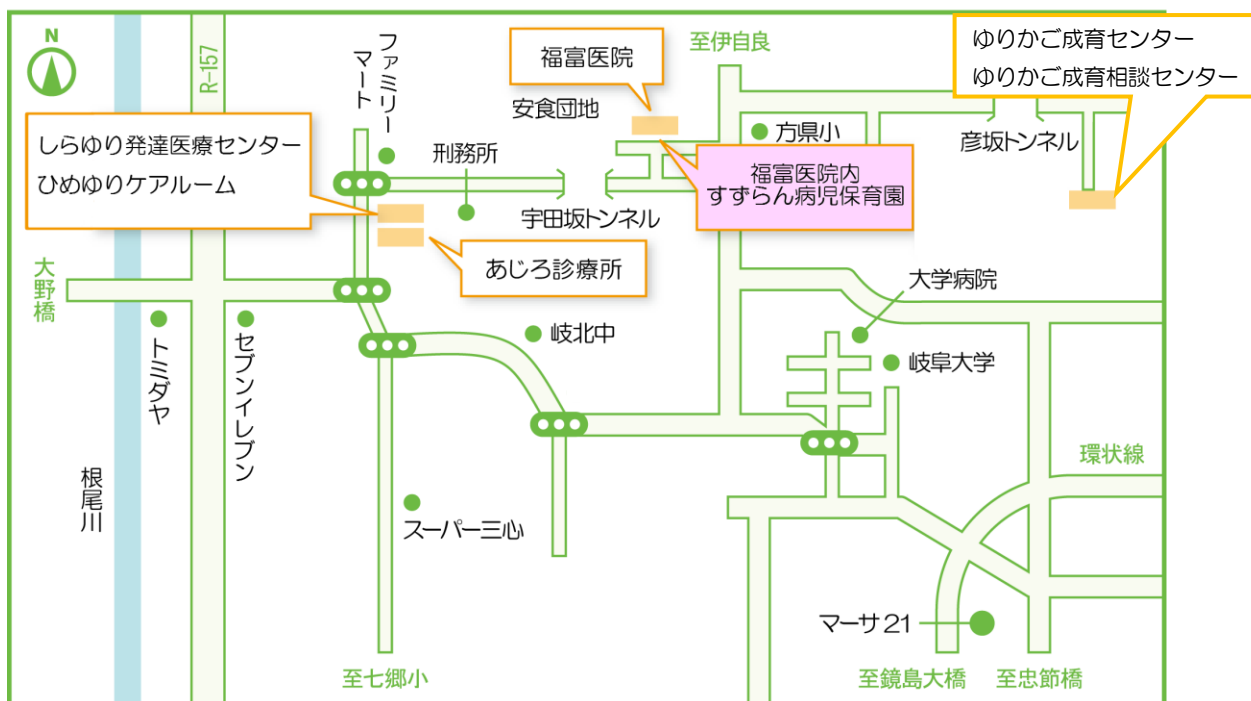 N
R-157
ファミリー
マート
福富医院
至伊自良
ゆりかご成育センター
ゆりかご成育相談センター
しらゆり発達医療センター
ひめゆりケアルーム
刑務所
安食団地
方県小
彦坂トンネル
福富医院内
すずらん病児保育園
宇田坂トンネル
あじろ診療所
大野橋
大学病院
トミダヤ
セブンイレブン
岐北中
岐阜大学
環状線
根尾川
スーパー三心
マーサ21
至七郷小
至鏡島大橋
至忠節橋